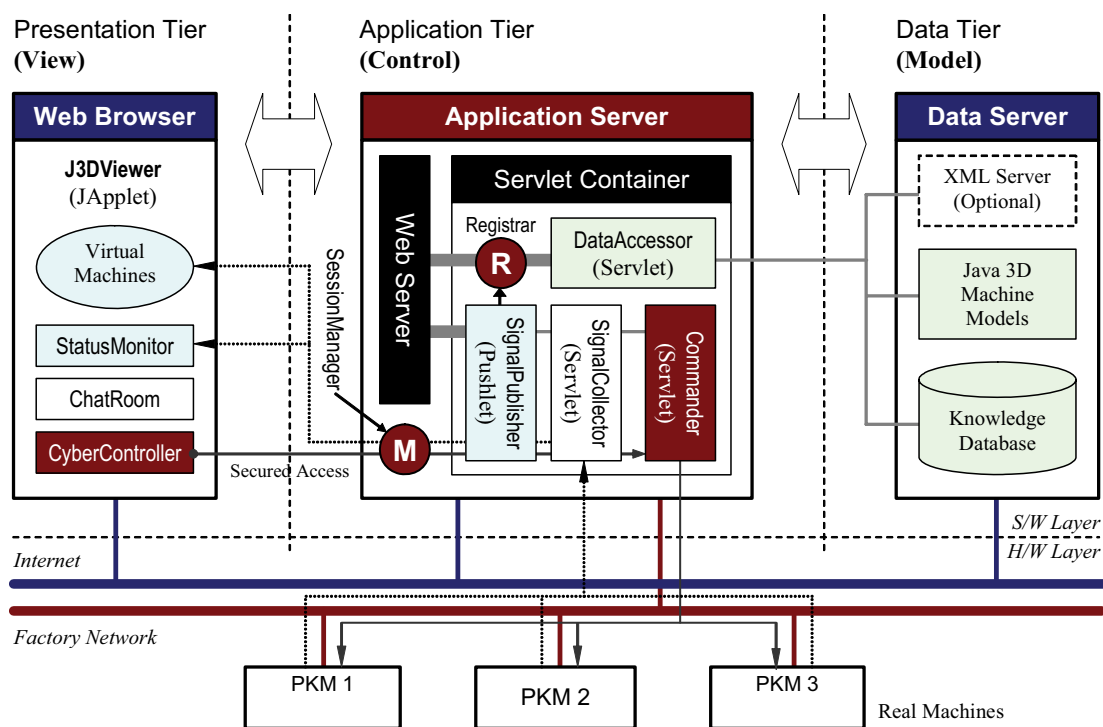 Presentation Tier
(View)
Application Tier
(Control)
Data Tier
(Model)
Web Browser
J3DViewer
(JApplet)
Virtual
Machines
StatusMonitor
ChatRoom
CyberController
Secured Access
SessionManager
M
Application Server
Web Server
Servlet Container
Registrar
R
DataAccessor
(Servlet)
SignalPublisher
(Pushlet)
SignalCollector
(Servlet)
Commander
(Servlet)
Data Server
XML Server
(Optional)
Java 3D
Machine
Models
Knowledge
Database
S/W Layer
H/W Layer
Internet
Factory Network
PKM 1
PKM 2
PKM 3
Real Machines